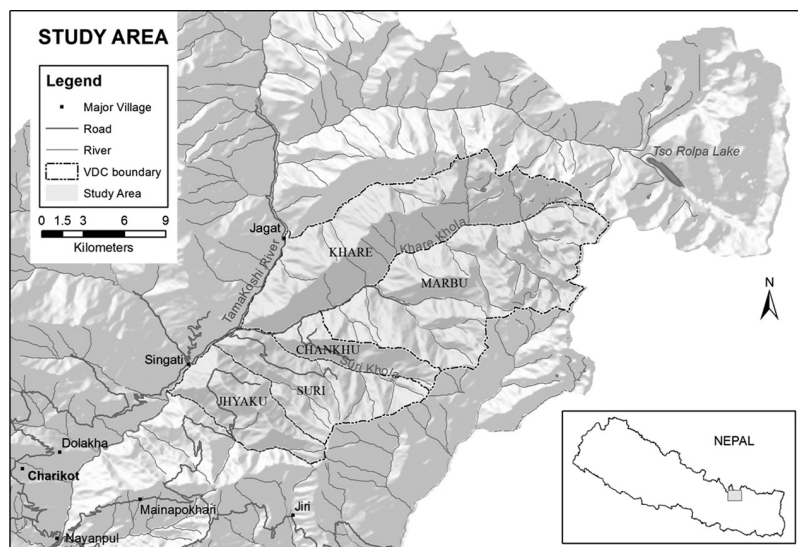 STUDY AREA
Legend
Major Village
Road
River
VDC boundary
Study Area
0 1.5 3 6 9
Kilometers
Tso Rolpa Lake
Jagat
TamaKoshi River
KHARE
Khare Khola
MARBU
N
Singati
CHANKHU
Suri Khola
SURI
JHYAKU
Dolakha
Charikot
Mainapokhari
Jiri
Nayanpul
NEPAL